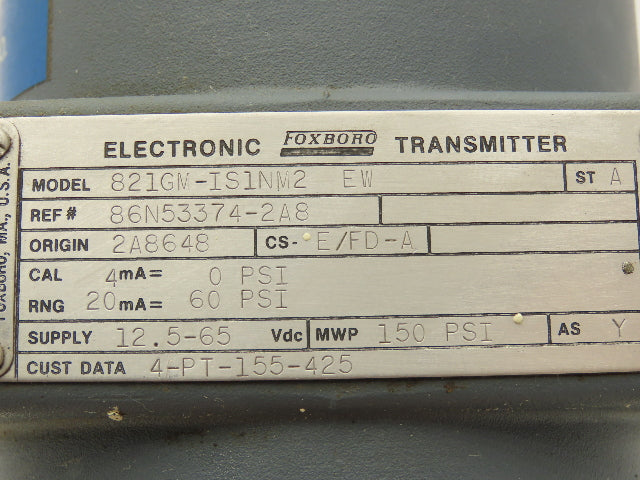 ELECTRONIC FOXBORO TRANSMITTER
MODEL 821GM-IS1NM2 EW ST A
REF# 86N53374-2A8
ORIGIN 2A8648 CS- E/FD-A
CAL 4mA= 0 PSI
RNG 20mA= 60 PSI
SUPPLY 12.5-65 Vdc MWP 150 PSI AS Y
CUST DATA 4-PT-155-425
FOXBORO, MA., U.S.A.